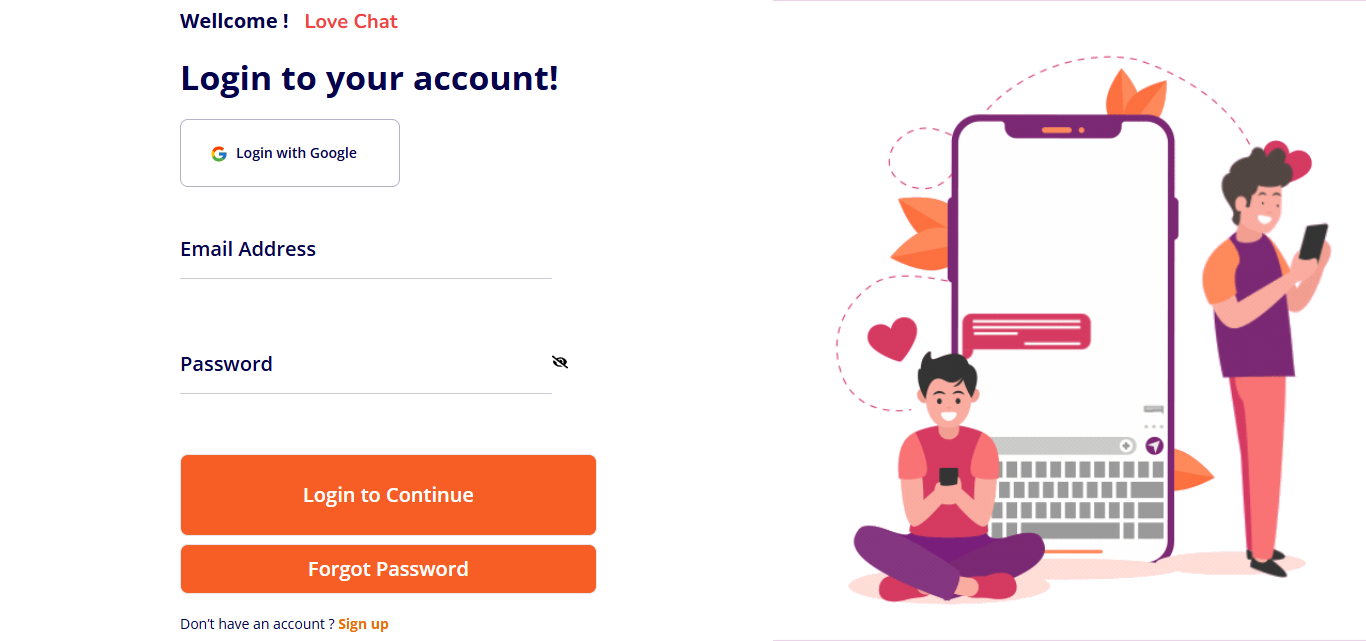 Wellcome ! Love Chat
Login to your account!
Login with Google
Email Address
Password
Login to Continue
Forgot Password
Don't have an account ? Sign up